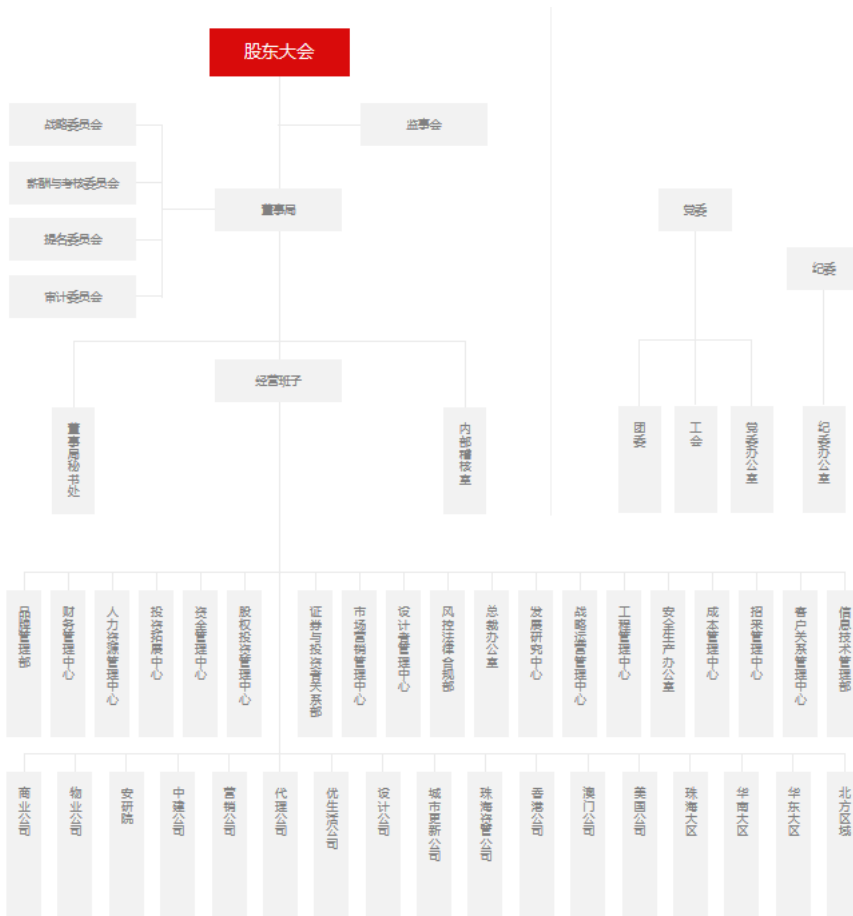 股东大会
战略委员会
监事会
薪酬与考核委员会
董事局
党委
提名委员会
纪委
审计委员会
经营班子
董事局秘书处
内部稽核室
团委
工会
党委办公室
纪委办公室
品牌管理部
财务管理中心
人力资源管理中心
投资拓展中心
资金管理中心
股权投资管理中心
证券与投资者关系部
市场营销管理中心
设计者管理中心
风控法律合规部
总裁办公室
发展研究中心
战略运营管理中心
工程管理中心
安全生产办公室
成本管理中心
招采管理中心
客户关系管理中心
信息技术管理部
商业公司
物业公司
安研院
中建公司
营销公司
代理公司
优生活公司
设计公司
城市更新公司
珠海资管公司
香港公司
澳门公司
美国公司
珠海大区
华南大区
华东大区
北方区域